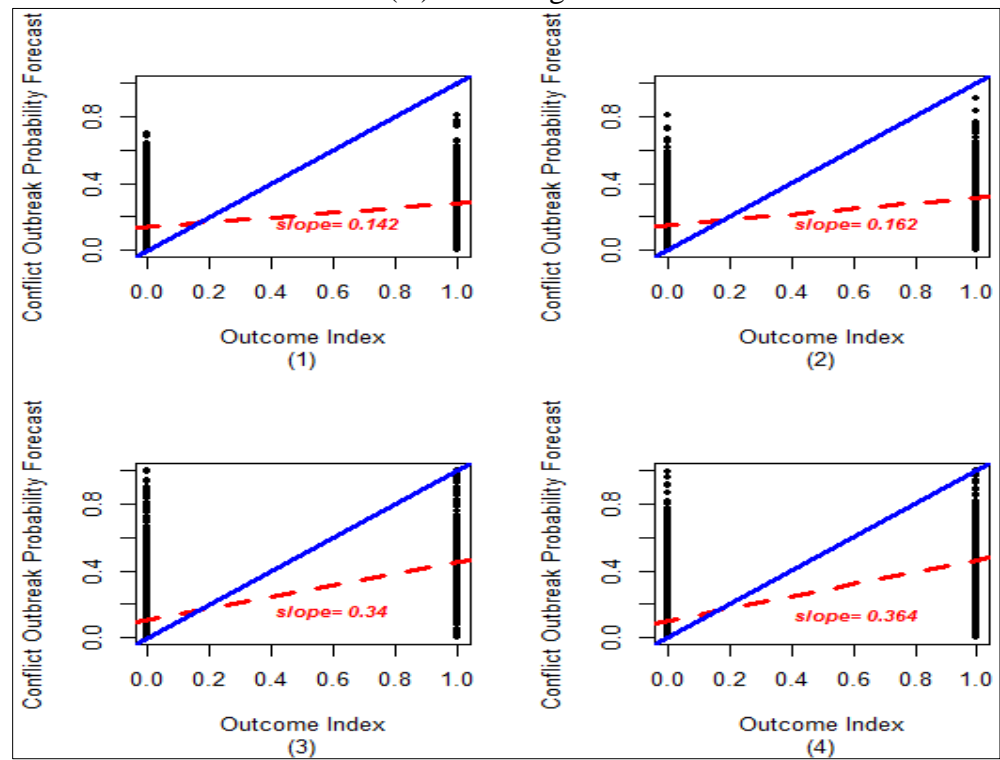 Conflict Outbreak Probability Forecast
0.8
0.4
0.0
slope= 0.142
0.0 0.2 0.4 0.6 0.8 1.0
Outcome Index
(1)
Conflict Outbreak Probability Forecast
0.8
0.4
0.0
slope= 0.162
0.0 0.2 0.4 0.6 0.8 1.0
Outcome Index
(2)
Conflict Outbreak Probability Forecast
0.8
0.4
0.0
slope= 0.34
0.0 0.2 0.4 0.6 0.8 1.0
Outcome Index
(3)
Conflict Outbreak Probability Forecast
0.8
0.4
0.0
slope= 0.364
0.0 0.2 0.4 0.6 0.8 1.0
Outcome Index
(4)